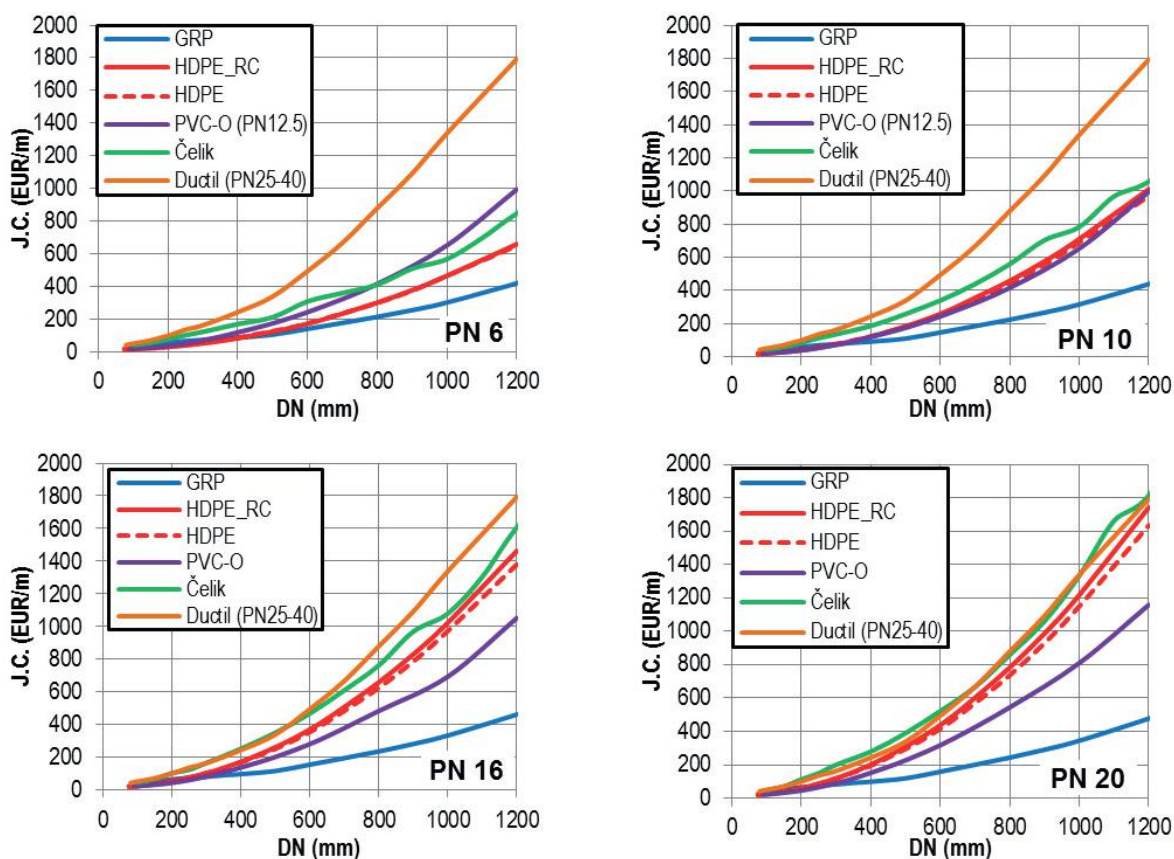 2000
1800
1600
1400
1200
1000
800
600
400
200
0
J.C. (EUR/m)
GRP
HDPE_RC
HDPE
PVC-O (PN12.5)
Čelik
Ductil (PN25-40)
PN 6
0 200 400 600 800 1000 1200
DN (mm)
2000
1800
1600
1400
1200
1000
800
600
400
200
0
J.C. (EUR/m)
GRP
HDPE_RC
HDPE
PVC-O (PN12.5)
Čelik
Ductil (PN25-40)
PN 10
0 200 400 600 800 1000 1200
DN (mm)
2000
1800
1600
1400
1200
1000
800
600
400
200
0
J.C. (EUR/m)
GRP
HDPE_RC
HDPE
PVC-O
Čelik
Ductil (PN25-40)
PN 16
0 200 400 600 800 1000 1200
DN (mm)
2000
1800
1600
1400
1200
1000
800
600
400
200
0
J.C. (EUR/m)
GRP
HDPE_RC
HDPE
PVC-O
Čelik
Ductil (PN25-40)
PN 20
0 200 400 600 800 1000 1200
DN (mm)